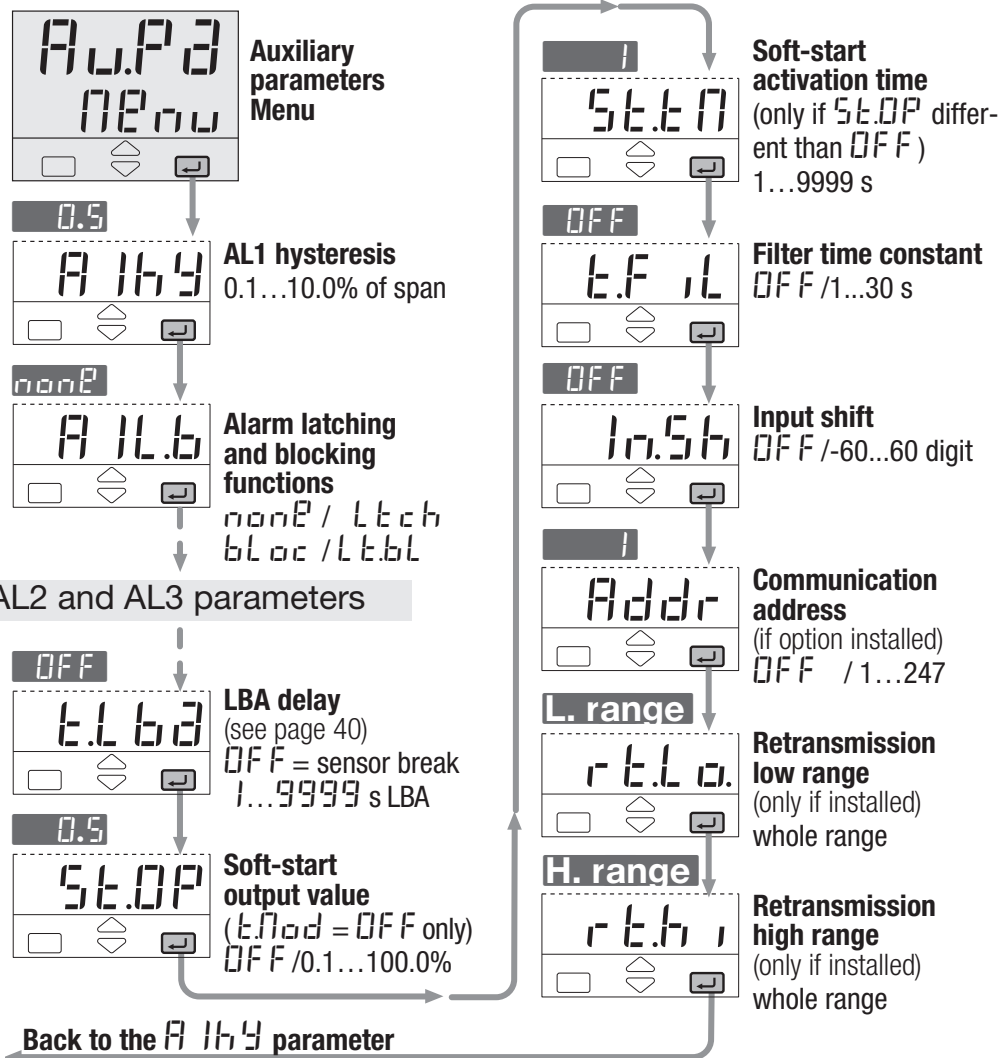 Au.Pa
Menu
Auxiliary
parameters
Menu
0.5
A1hy
AL1 hysteresis
0.1…10.0% of span
none
A1L.b
Alarm latching
and blocking
functions
none / Ltch
bLoc / Lt.bL
AL2 and AL3 parameters
OFF
t.Lba
LBA delay
(see page 40)
OFF = sensor break
1…9999 s LBA
0.5
St.OP
Soft-start
output value
(t.Mod = OFF only)
OFF /0.1…100.0%
1
St.tM
Soft-start
activation time
(only if St.OP differ-
ent than OFF)
1…9999 s
OFF
t.FiL
Filter time constant
OFF /1...30 s
OFF
In.Sh
Input shift
OFF /-60...60 digit
1
Addr
Communication
address
(if option installed)
OFF / 1…247
L. range
rt.Lo.
Retransmission
low range
(only if installed)
whole range
H. range
rt.hi
Retransmission
high range
(only if installed)
whole range
Back to the A1hy parameter